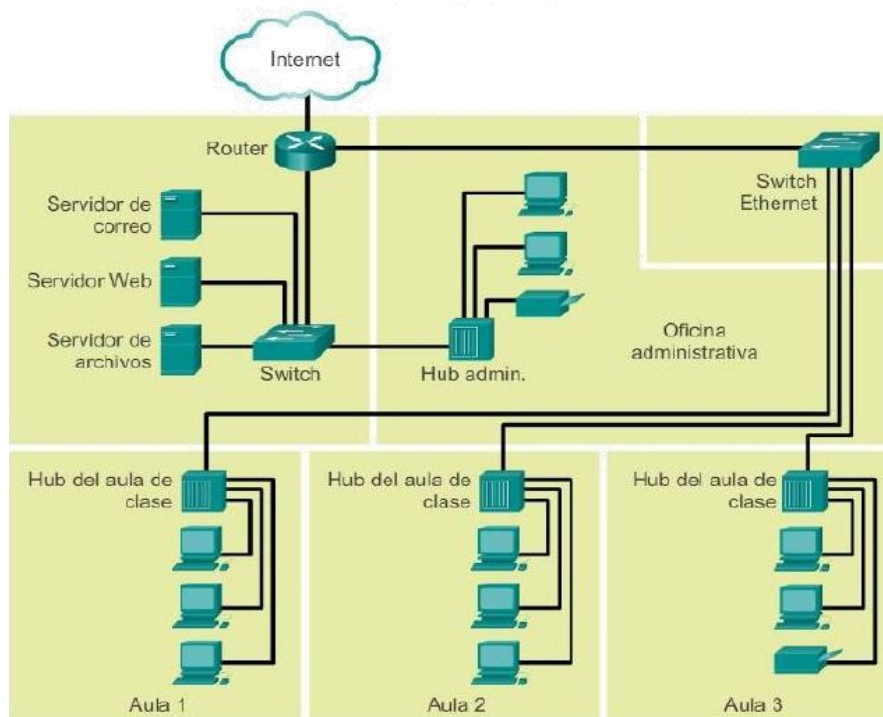 Internet
Router
Switch
Ethernet
Servidor de
correo
Servidor Web
Servidor de
archivos
Switch
Hub admin.
Oficina
administrativa
Hub del aula de
clase
Hub del aula de
clase
Hub del aula de
clase
Aula 1
Aula 2
Aula 3